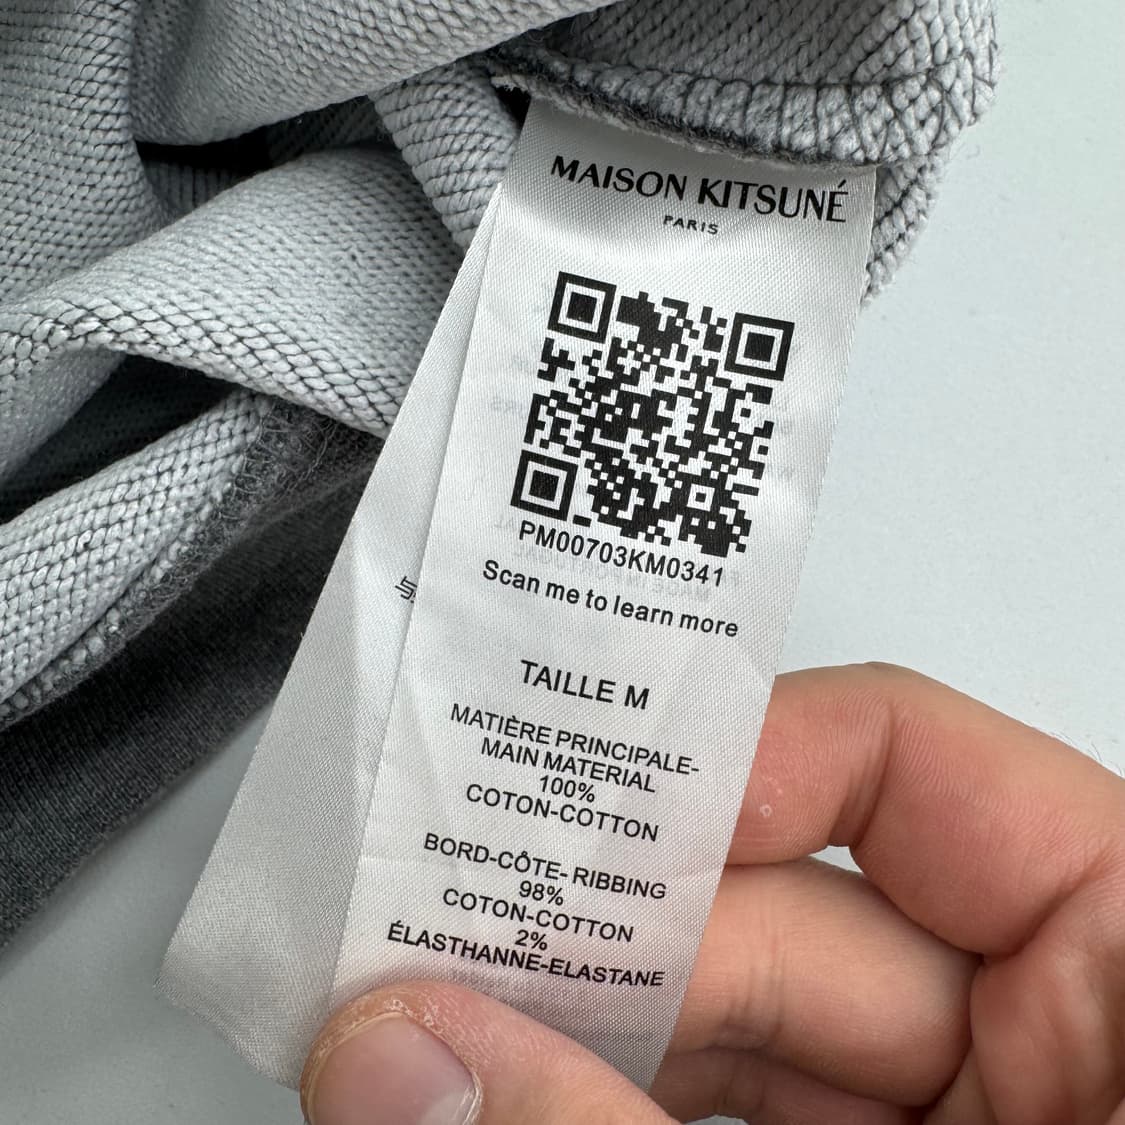 MAISON KITSUNÉ
PARIS
PM00703KM0341
Scan me to learn more
TAILLE M
MATIÈRE PRINCIPALE-
MAIN MATERIAL
100%
COTON-COTTON
BORD-CÔTE- RIBBING
98%
COTON-COTTON
2%
ÉLASTHANNE-ELASTANE